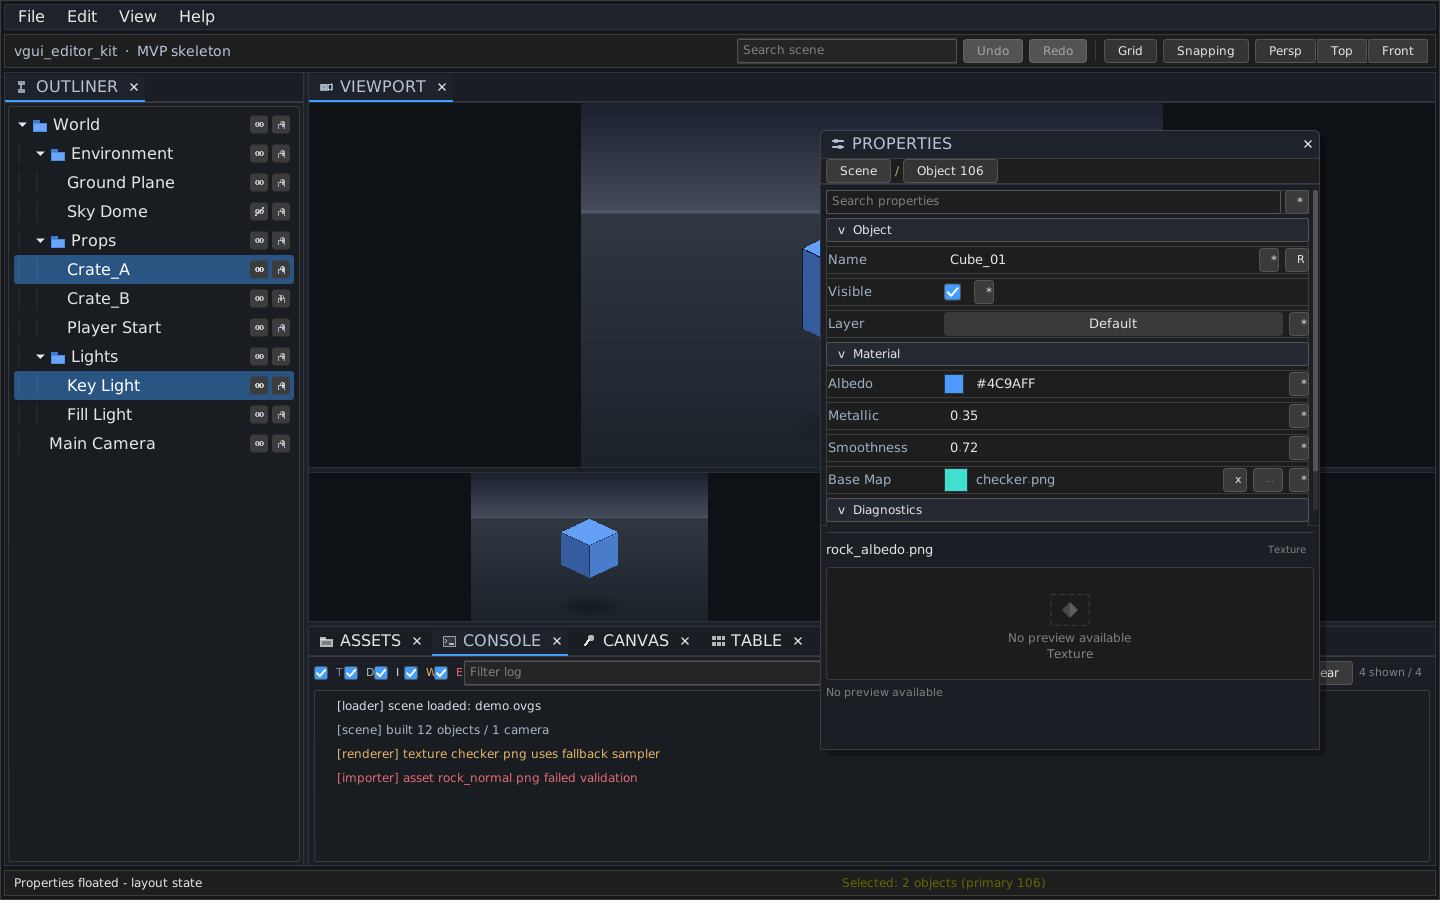 File Edit View Help
vgui_editor_kit · MVP skeleton
Search scene
Undo Redo Grid Snapping Persp Top Front
OUTLINER ×
World
Environment
Ground Plane
Sky Dome
Props
Crate_A
Crate_B
Player Start
Lights
Key Light
Fill Light
Main Camera
VIEWPORT ×
PROPERTIES ×
Scene / Object 106
Search properties *
v Object
Name Cube_01 * R
Visible *
Layer Default *
v Material
Albedo #4C9AFF *
Metallic 0.35 *
Smoothness 0.72 *
Base Map checker.png x ... *
v Diagnostics
rock_albedo.png Texture
No preview available
Texture
No preview available
ASSETS × CONSOLE × CANVAS × TABLE ×
T D I W E Filter log
ear 4 shown / 4
[loader] scene loaded: demo.ovgs
[scene] built 12 objects / 1 camera
[renderer] texture checker.png uses fallback sampler
[importer] asset rock_normal.png failed validation
Properties floated - layout state
Selected: 2 objects (primary 106)